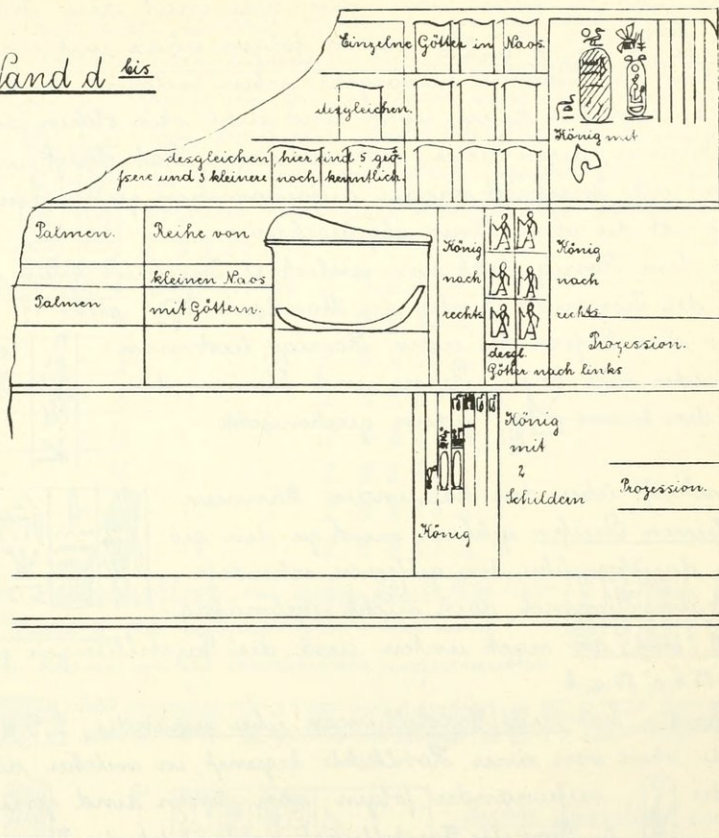 Wand d bis
Einzelne Götter in Naos.
desgleichen.
König mit
desgleichen, hier sind 5 grö-
ßere und 3 kleinere noch kenntlich.
Palmen.
Reihe von
kleinen Naos
Palmen
mit Göttern.
König
nach
rechts
desgl.
Götter nach links
König
nach
rechts.
Prozession.
König
mit
2
Schildern
Prozession.
König